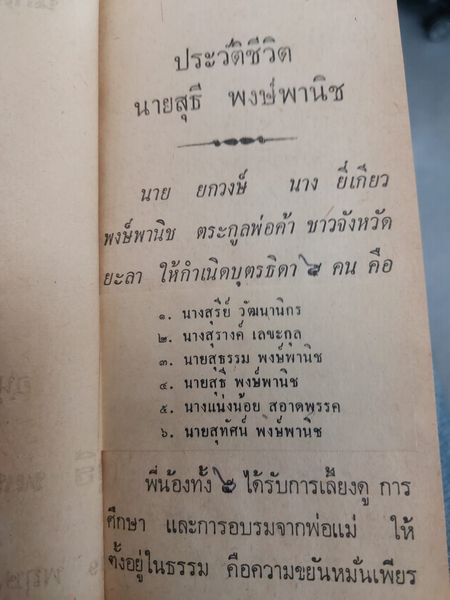 ประวัติชีวิต
นายสุธี พงษ์พานิช
นาย ยกวงษ์ นาง ยี่เกียว
พงษ์พานิช ตระกูลพ่อค้า ชาวจังหวัด
ยะลา ให้กำเนิดบุตรธิดา ๖ คน คือ
๑. นางสุรีย์ วัฒนานิกร
๒. นางสุรางค์ เลขะกุล
๓. นายสุธรรม พงษ์พานิช
๔. นายสุธี พงษ์พานิช
๕. นางแน่งน้อย สอาดพรรค
๖. นายสุทัศน์ พงษ์พานิช
พี่น้องทั้ง ๖ ได้รับการเลี้ยงดู การ
ศึกษา และการอบรมจากพ่อแม่ ให้
ตั้งอยู่ในธรรม คือความขยันหมั่นเพียร